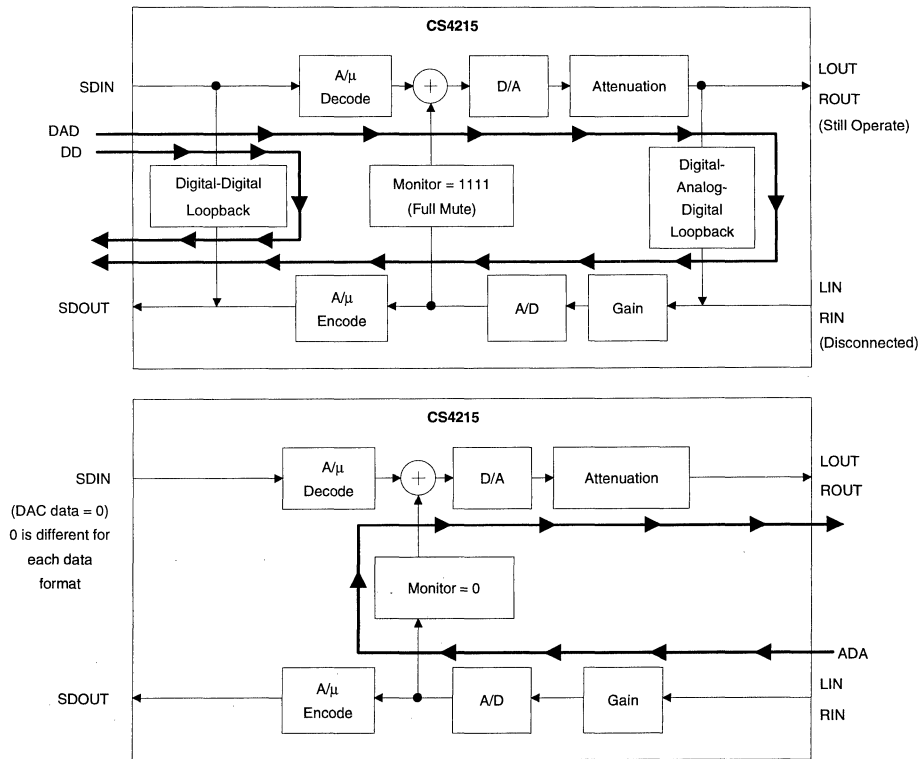 CS4215
SDIN
A/μ
Decode
+
D/A
Attenuation
LOUT
ROUT
(Still Operate)
DAD
DD
Digital-Digital
Loopback
Monitor = 1111
(Full Mute)
Digital-
Analog-
Digital
Loopback
SDOUT
A/μ
Encode
A/D
Gain
LIN
RIN
(Disconnected)
CS4215
SDIN
(DAC data = 0)
0 is different for
each data
format
A/μ
Decode
+
D/A
Attenuation
LOUT
ROUT
Monitor = 0
ADA
SDOUT
A/μ
Encode
A/D
Gain
LIN
RIN